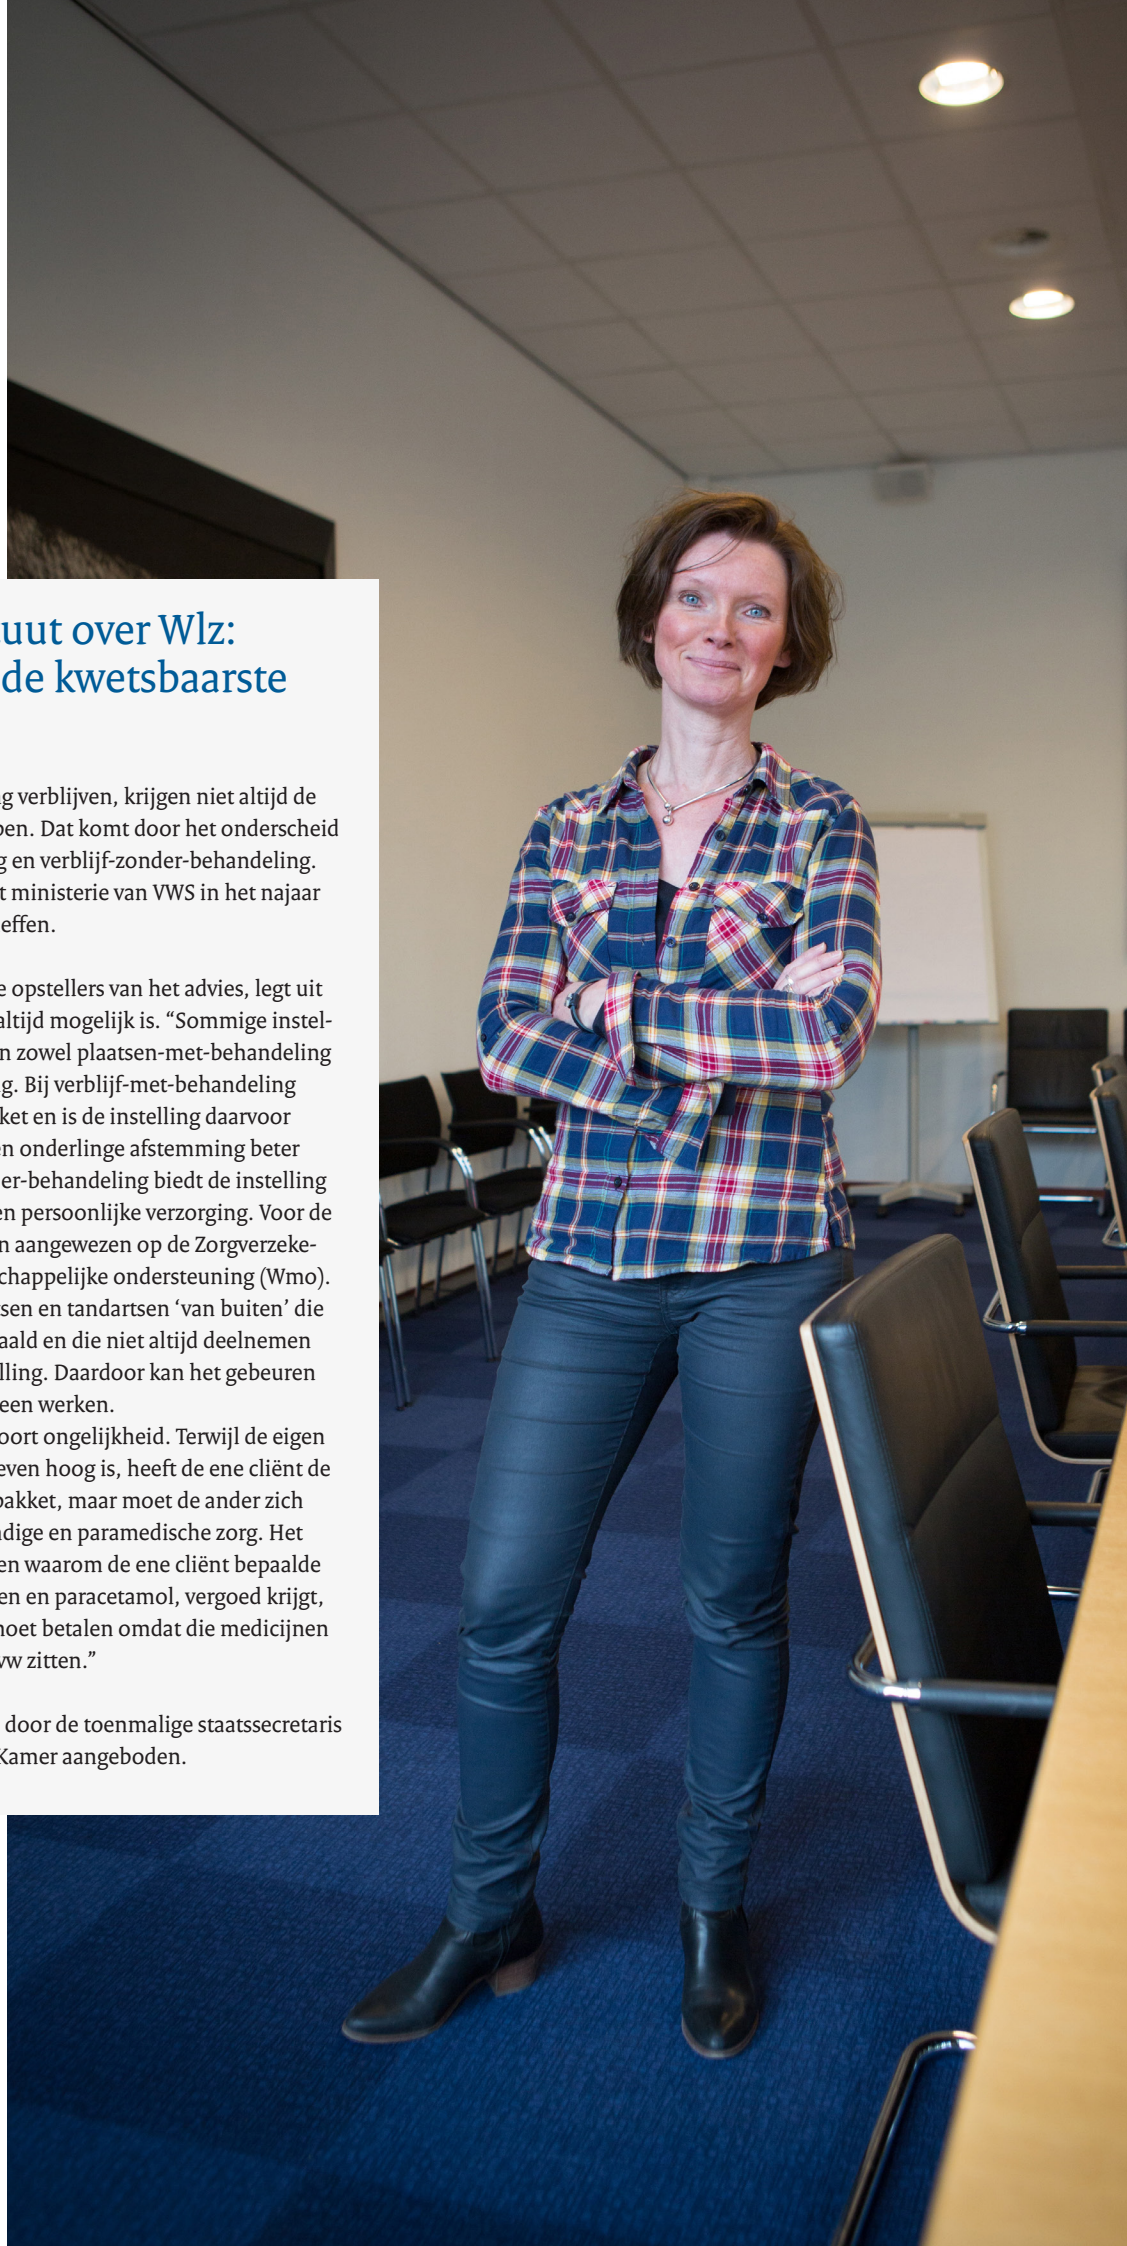 uut over Wlz:
de kwetsbaarste
g verblijven, krijgen niet altijd de
en. Dat komt door het onderscheid
g en verblijf-zonder-behandeling.
t ministerie van VWS in het najaar
effen.
e opstellers van het advies, legt uit
altijd mogelijk is. “Sommige instel-
n zowel plaatsen-met-behandeling
g. Bij verblijf-met-behandeling
ket en is de instelling daarvoor
en onderlinge afstemming beter
er-behandeling biedt de instelling
en persoonlijke verzorging. Voor de
n aangewezen op de Zorgverzeke-
chappelijke ondersteuning (Wmo).
tsen en tandartsen ‘van buiten’ die
aald en die niet altijd deelnemen
lling. Daardoor kan het gebeuren
een werken.
oort ongelijkheid. Terwijl de eigen
even hoog is, heeft de ene cliënt de
pakket, maar moet de ander zich
dige en paramedische zorg. Het
en waarom de ene cliënt bepaalde
en en paracetamol, vergoed krijgt,
moet betalen omdat die medicijnen
vw zitten.”
door de toenmalige staatssecretaris
Kamer aangeboden.